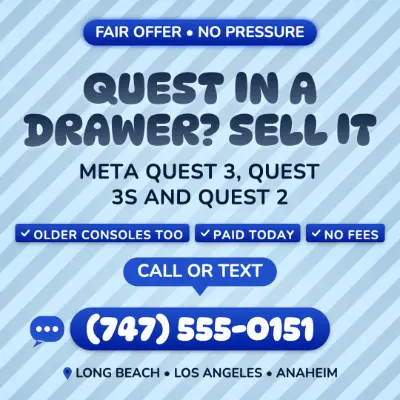 FAIR OFFER • NO PRESSURE
QUEST IN A
DRAWER? SELL IT
META QUEST 3, QUEST
3S AND QUEST 2
✓ OLDER CONSOLES TOO ✓ PAID TODAY ✓ NO FEES
CALL OR TEXT
(747) 555-0151
LONG BEACH • LOS ANGELES • ANAHEIM